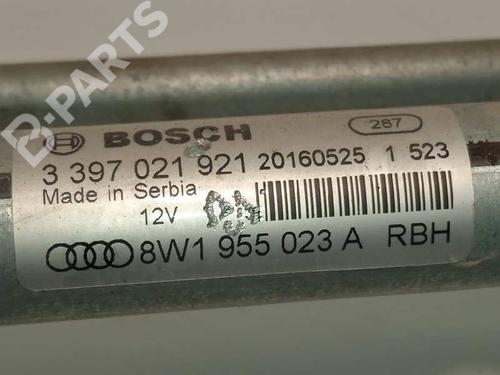 B-PARTS
BOSCH
287
3 397 021 921 20160525 1 523
Made in Serbia
12V
8W1 955 023 A RBH